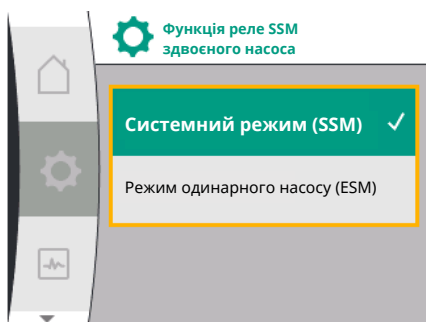 Функція реле SSM
здвоєного насоса
Системний режим (SSM)
Режим одинарного насосу (ESM)